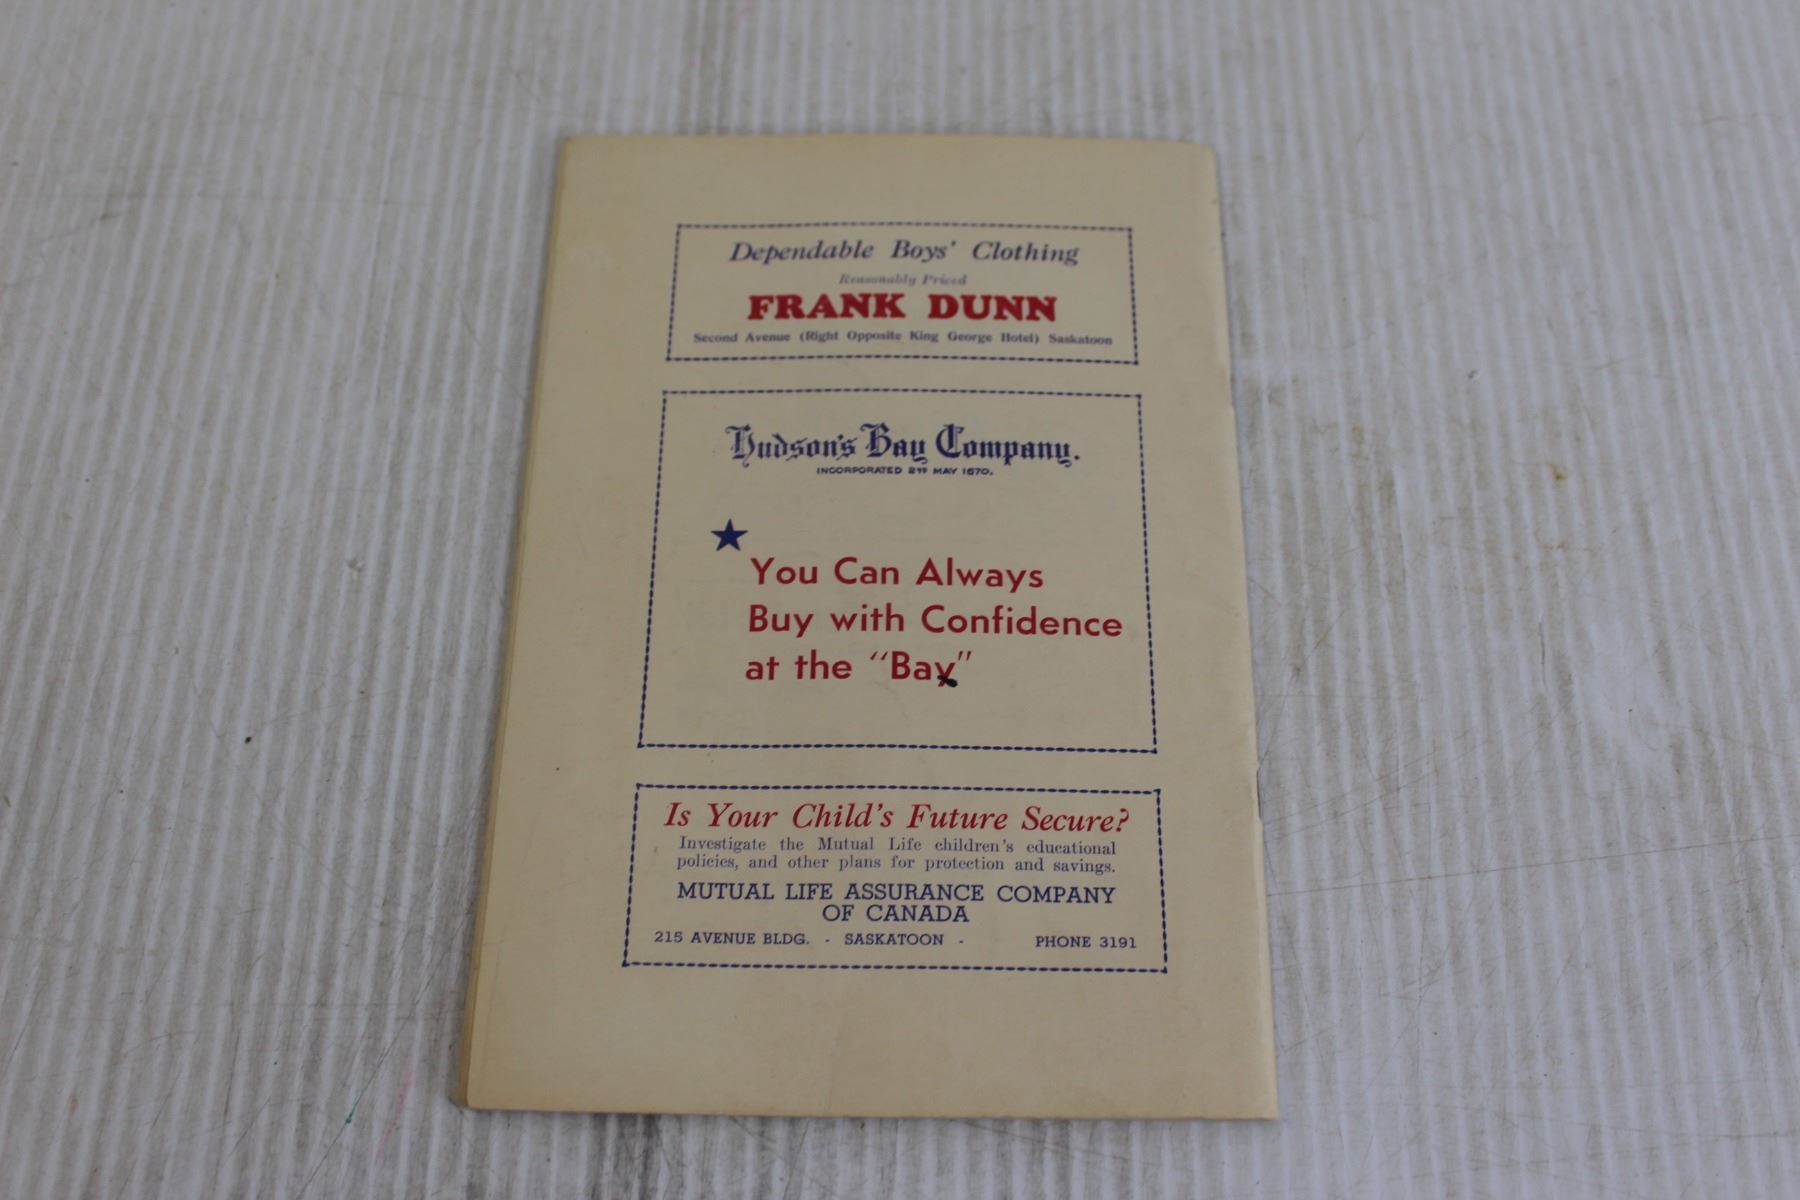 Dependable Boys' Clothing
Reasonably Priced
FRANK DUNN
Second Avenue (Right Opposite King George Hotel) Saskatoon
Hudson's Bay Company.
INCORPORATED 2ND MAY 1670.
You Can Always
Buy with Confidence
at the "Bay"
Is Your Child's Future Secure?
Investigate the Mutual Life children's educational
policies, and other plans for protection and savings.
MUTUAL LIFE ASSURANCE COMPANY
OF CANADA
215 AVENUE BLDG. - SASKATOON - PHONE 3191